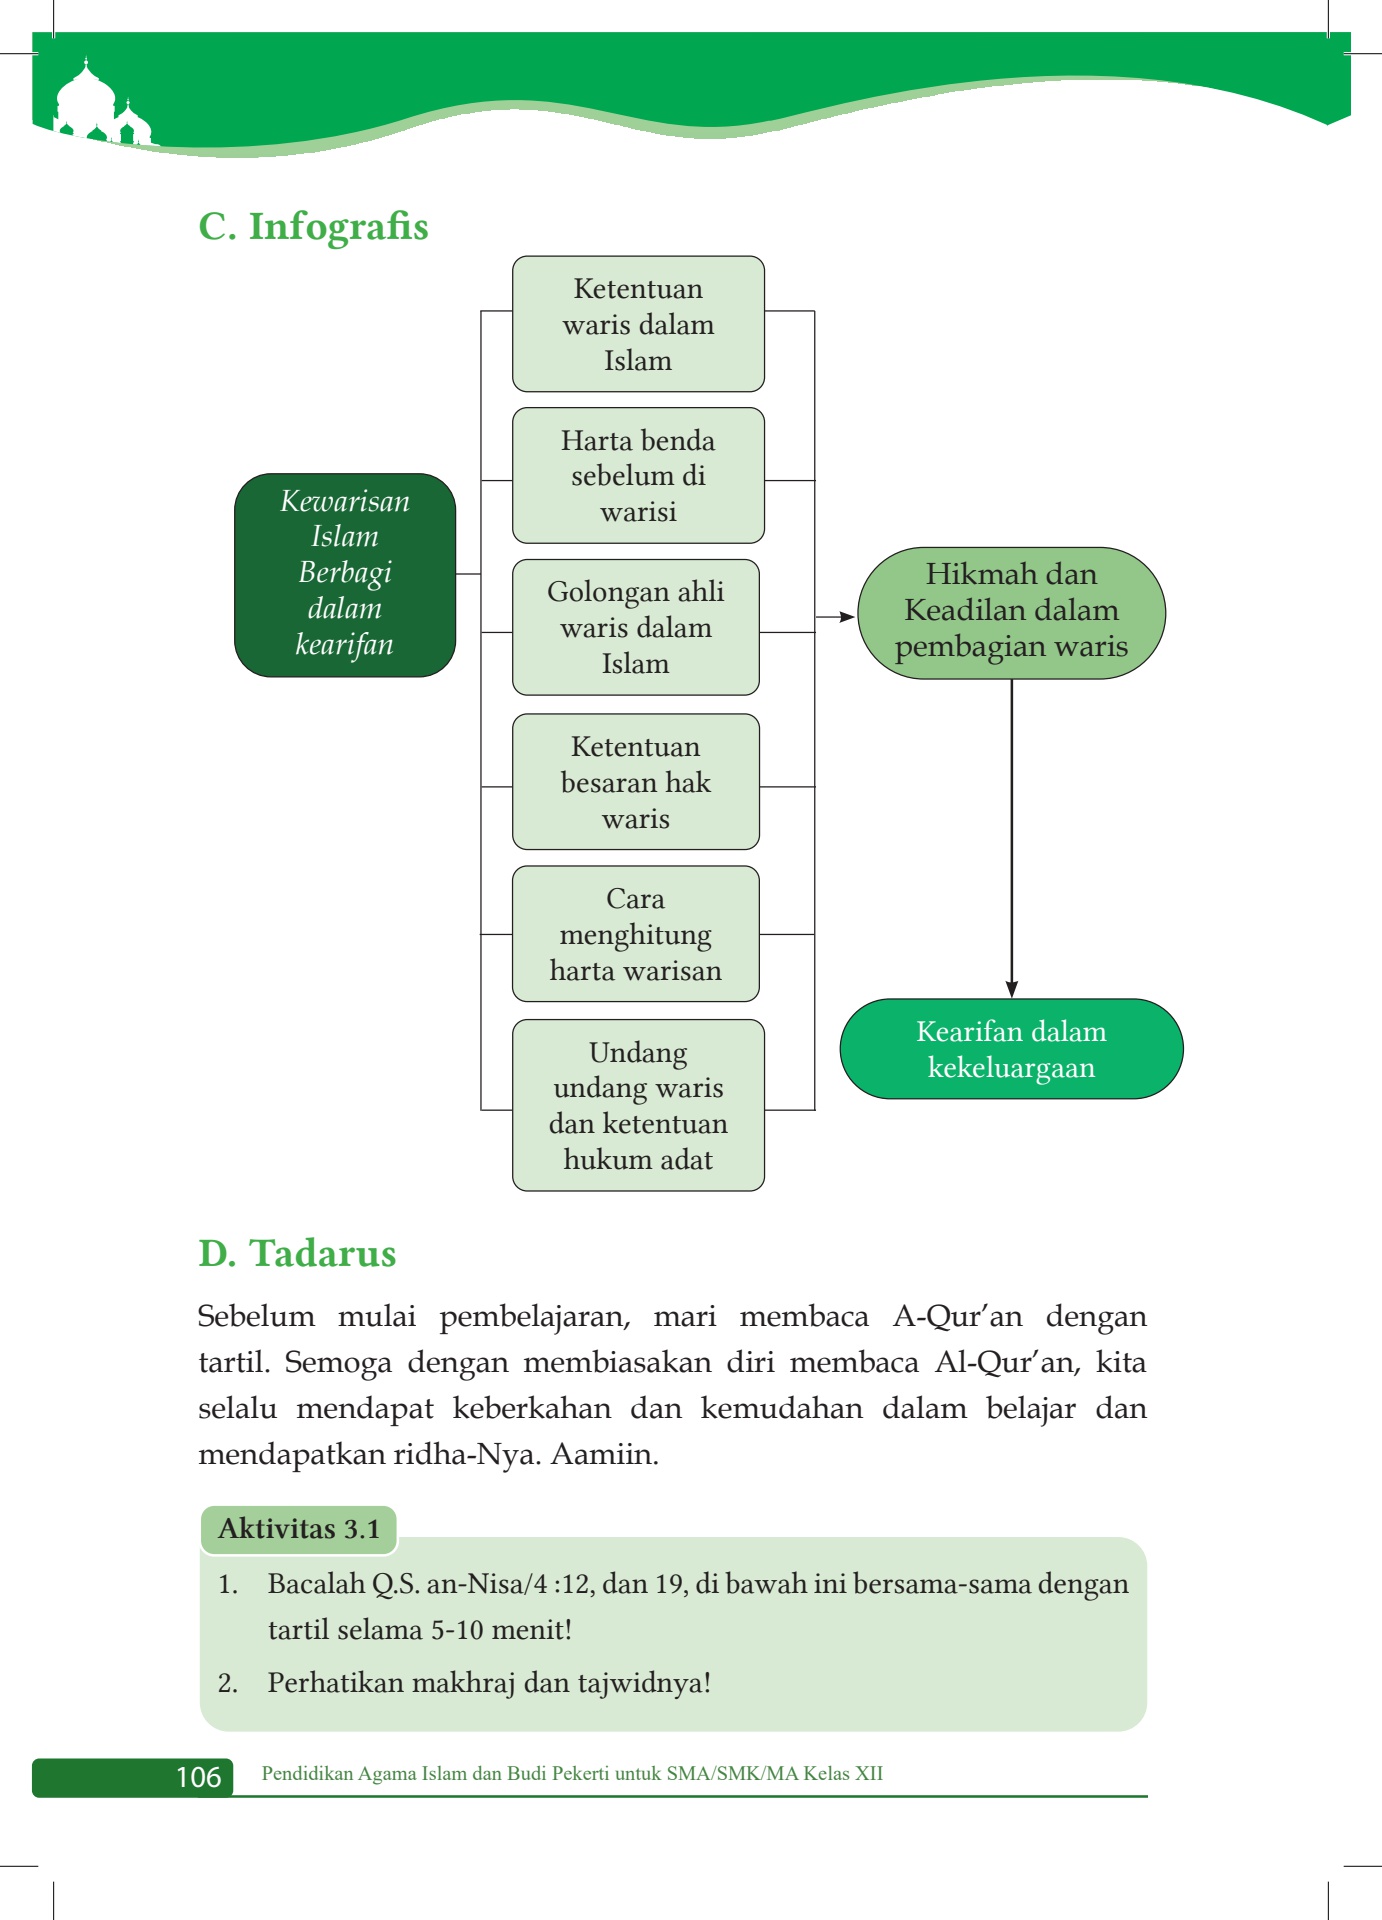 C. Infografis
Ketentuan
waris dalam
Islam
Harta benda
sebelum di
warisi
Kewarisan
Islam
Berbagi
dalam
kearifan
Golongan ahli
waris dalam
Islam
Hikmah dan
Keadilan dalam
pembagian waris
Ketentuan
besaran hak
waris
Cara
menghitung
harta warisan
Undang
undang waris
dan ketentuan
hukum adat
Kearifan dalam
kekeluargaan
D. Tadarus
Sebelum mulai pembelajaran, mari membaca A-Qur’an dengan
tartil. Semoga dengan membiasakan diri membaca Al-Qur’an, kita
selalu mendapat keberkahan dan kemudahan dalam belajar dan
mendapatkan ridha-Nya. Aamiin.
Aktivitas 3.1
1. Bacalah Q.S. an-Nisa/4 :12, dan 19, di bawah ini bersama-sama dengan
tartil selama 5-10 menit!
2. Perhatikan makhraj dan tajwidnya!
106 Pendidikan Agama Islam dan Budi Pekerti untuk SMA/SMK/MA Kelas XII